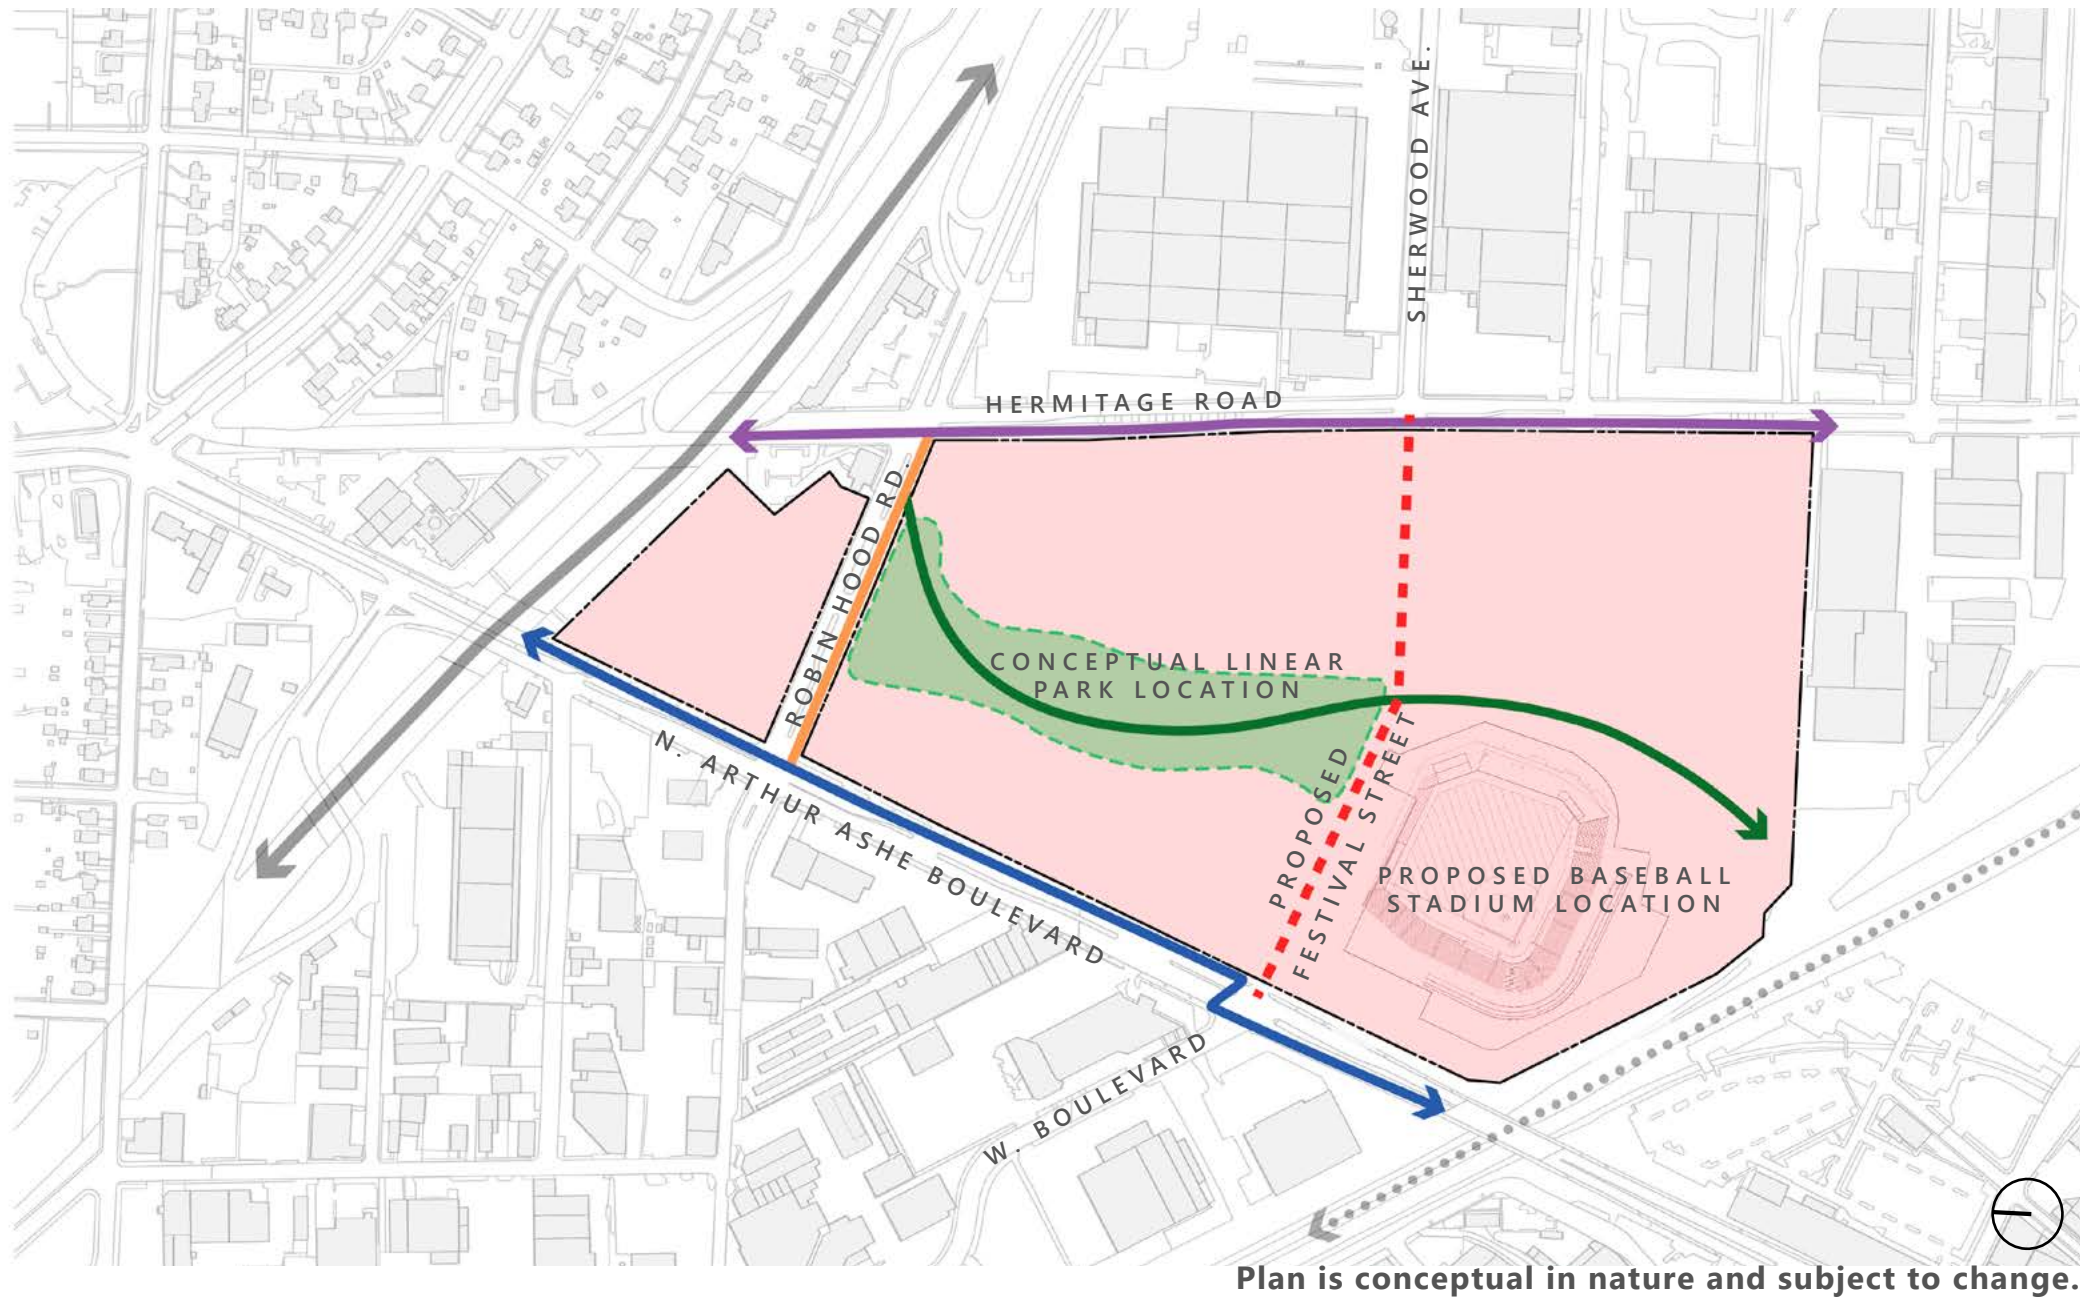 SHERWOOD AVE.
HERMITAGE ROAD
ROBIN HOOD RD.
CONCEPTUAL LINEAR
PARK LOCATION
N. ARTHUR ASHE BOULEVARD
PROPOSED
FESTIVAL STREET
PROPOSED BASEBALL
STADIUM LOCATION
W. BOULEVARD
Plan is conceptual in nature and subject to change.